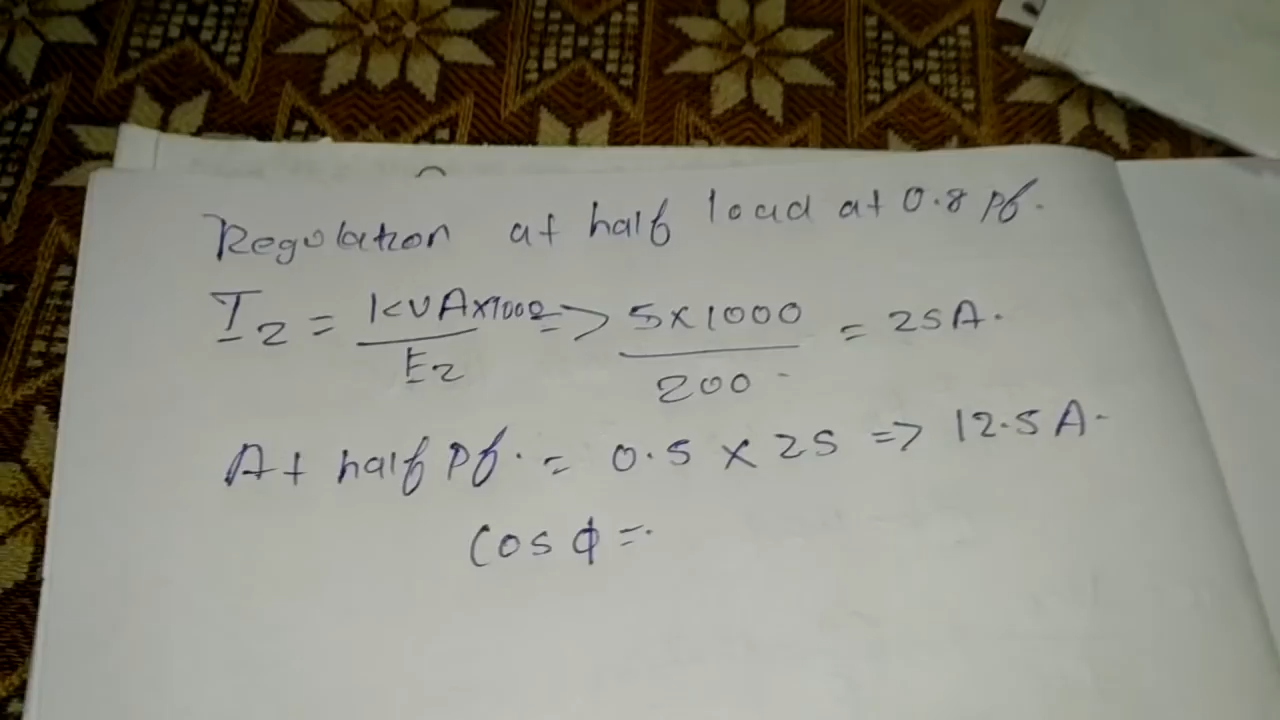 Regulation at half load at 0.8 Pf.
I2 = KVA×1000 / E2 => 5×1000 / 200 = 25A.
At half Pf. = 0.5 × 25 => 12.5 A.
Cos φ =